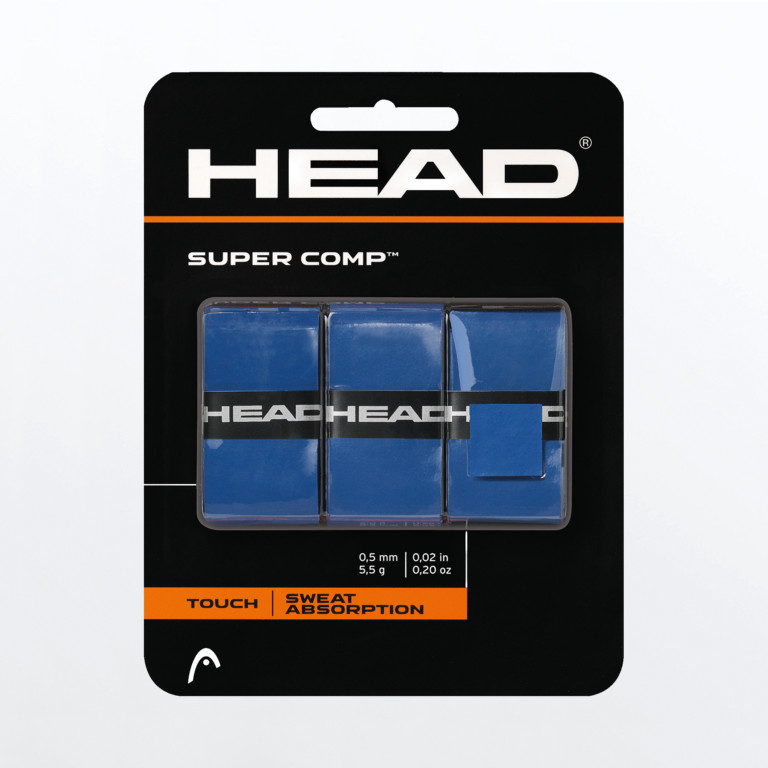 HEAD®
SUPER COMP™
HEAD HEAD HEAD
0,5 mm | 0,02 in
5,5 g | 0,20 oz
TOUCH | SWEAT
ABSORPTION